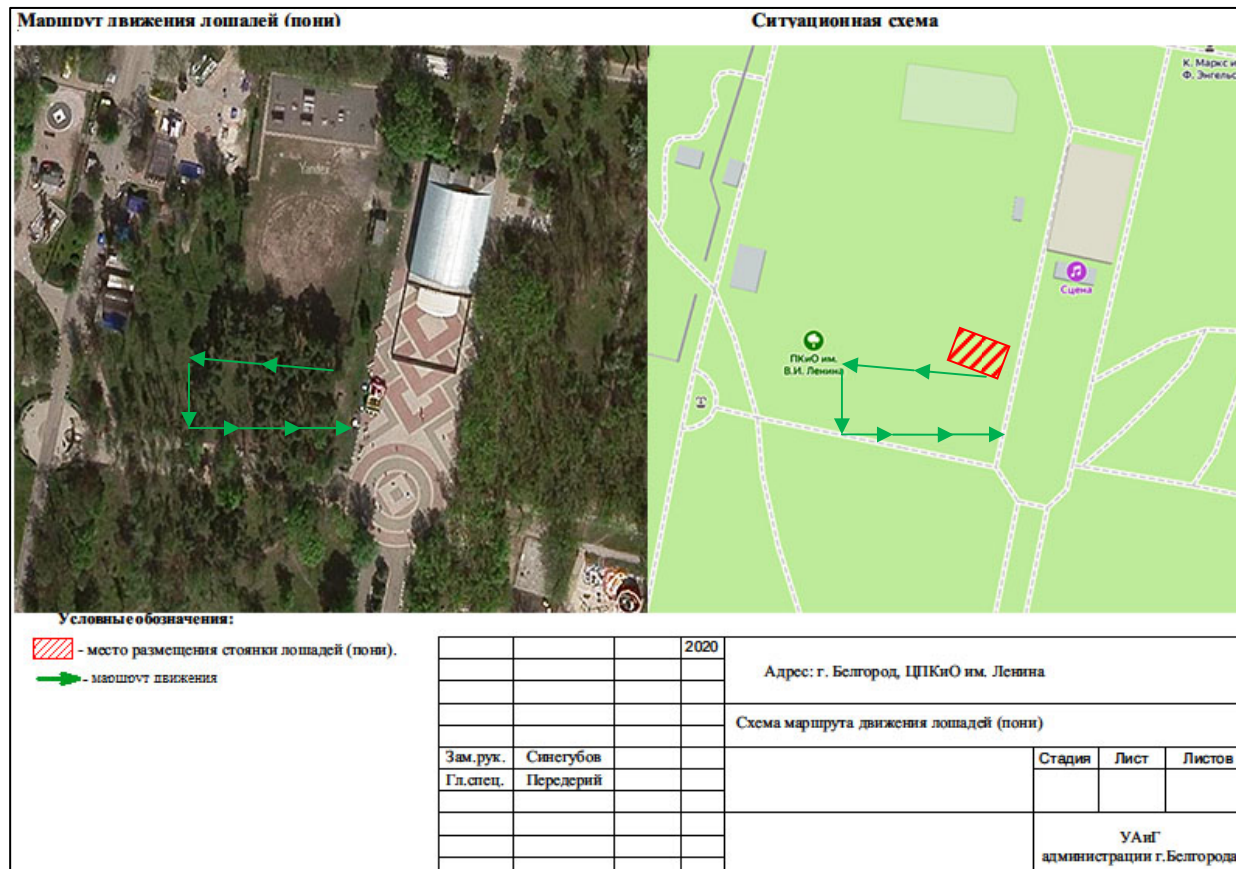 Маршрут движения лошадей (пони)
Ситуационная схема
Yandex
К. Маркс и
Ф. Энгельс
Сцена
ПКиО им.
В.И. Ленина
Условные обозначения:
- место размещения стоянки лошадей (пони).
- маршрут движения
2020
Адрес: г. Белгород, ЦПКиО им. Ленина
Схема маршрута движения лошадей (пони)
Зам.рук. Синегубов
Гл.спец. Передерий
Стадия Лист Листов
УАиГ
администрации г.Белгорода